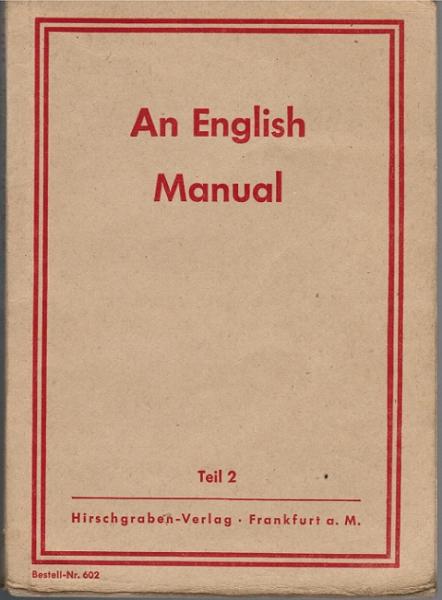 An English
Manual
Teil 2
Hirschgraben-Verlag · Frankfurt a. M.
Bestell-Nr. 602